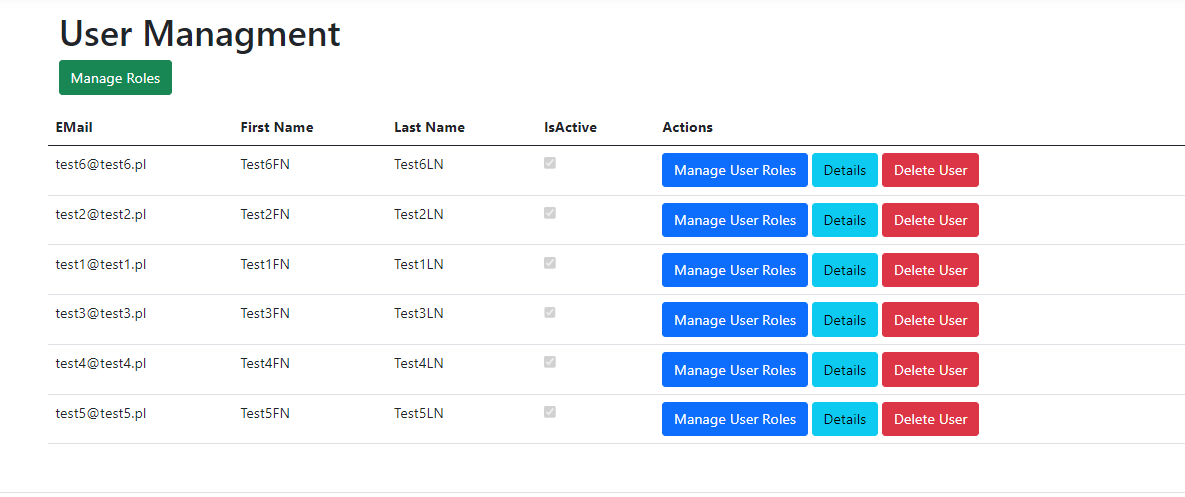 User Managment
Manage Roles
EMail First Name Last Name IsActive Actions
test6@test6.pl Test6FN Test6LN Manage User Roles Details Delete User
test2@test2.pl Test2FN Test2LN Manage User Roles Details Delete User
test1@test1.pl Test1FN Test1LN Manage User Roles Details Delete User
test3@test3.pl Test3FN Test3LN Manage User Roles Details Delete User
test4@test4.pl Test4FN Test4LN Manage User Roles Details Delete User
test5@test5.pl Test5FN Test5LN Manage User Roles Details Delete User